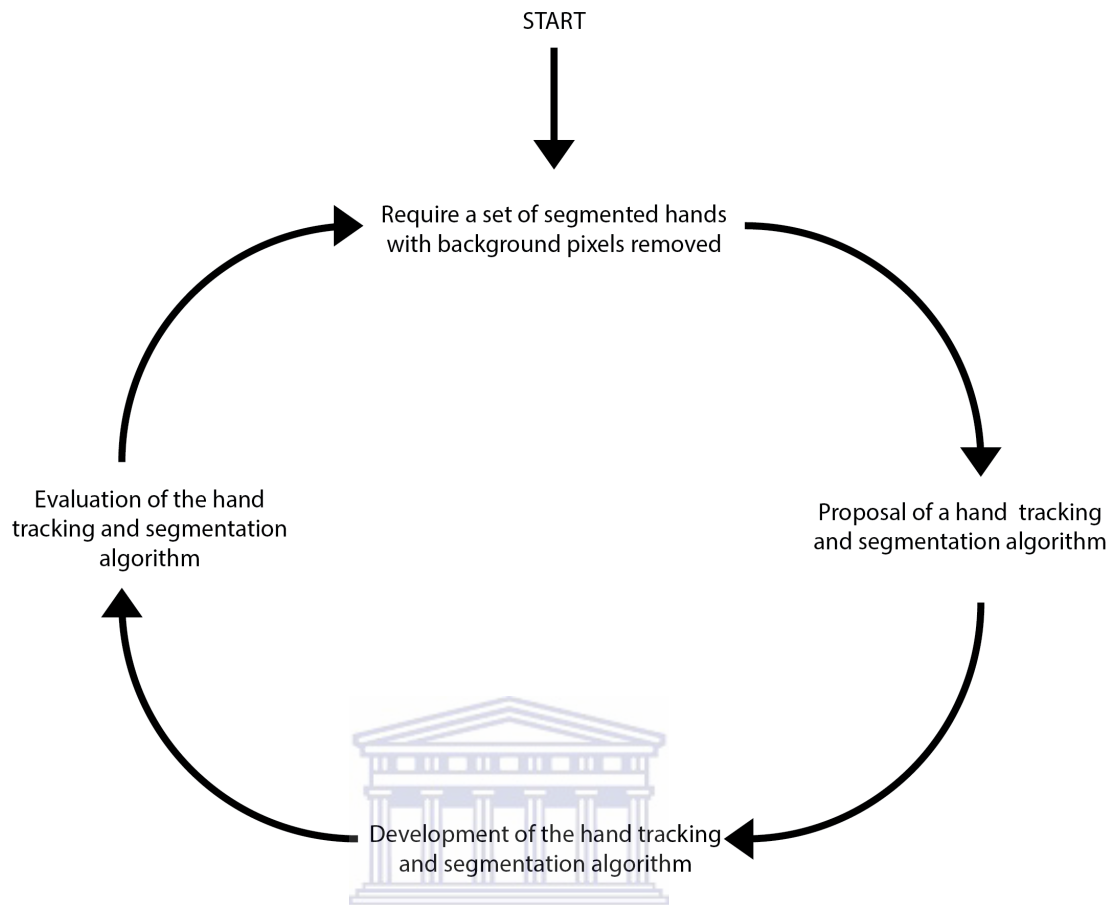 START
Require a set of segmented hands
with background pixels removed
Proposal of a hand tracking
and segmentation algorithm
Development of the hand tracking
and segmentation algorithm
Evaluation of the hand
tracking and segmentation
algorithm